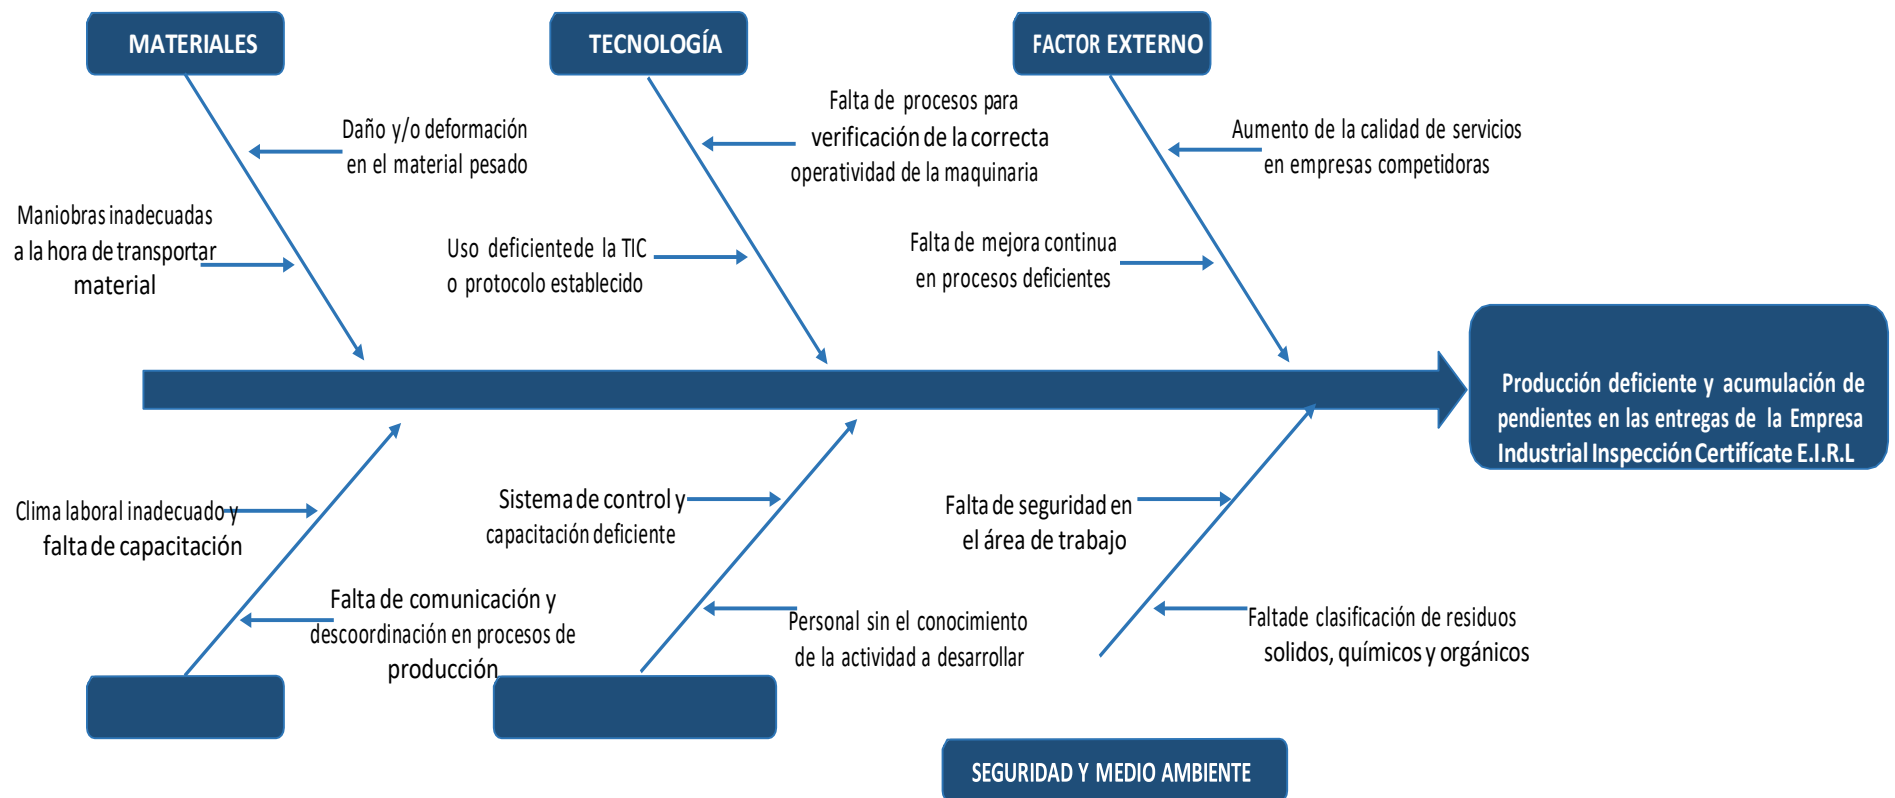 MATERIALES
TECNOLOGÍA
FACTOR EXTERNO
Daño y/o deformación
en el material pesado
Maniobras inadecuadas
a la hora de transportar
material
Falta de procesos para
verificación de la correcta
operatividad de la maquinaria
Uso deficientede la TIC
o protocolo establecido
Aumento de la calidad de servicios
en empresas competidoras
Falta de mejora continua
en procesos deficientes
Producción deficiente y acumulación de
pendientes en las entregas de la Empresa
Industrial Inspección Certifícate E.I.R.L
Clima laboral inadecuado y
falta de capacitación
Falta de comunicación y
descoordinación en procesos de
producción
Sistema de control y
capacitación deficiente
Personal sin el conocimiento
de la actividad a desarrollar
Falta de seguridad en
el área de trabajo
Faltade clasificación de residuos
solidos, químicos y orgánicos
SEGURIDAD Y MEDIO AMBIENTE